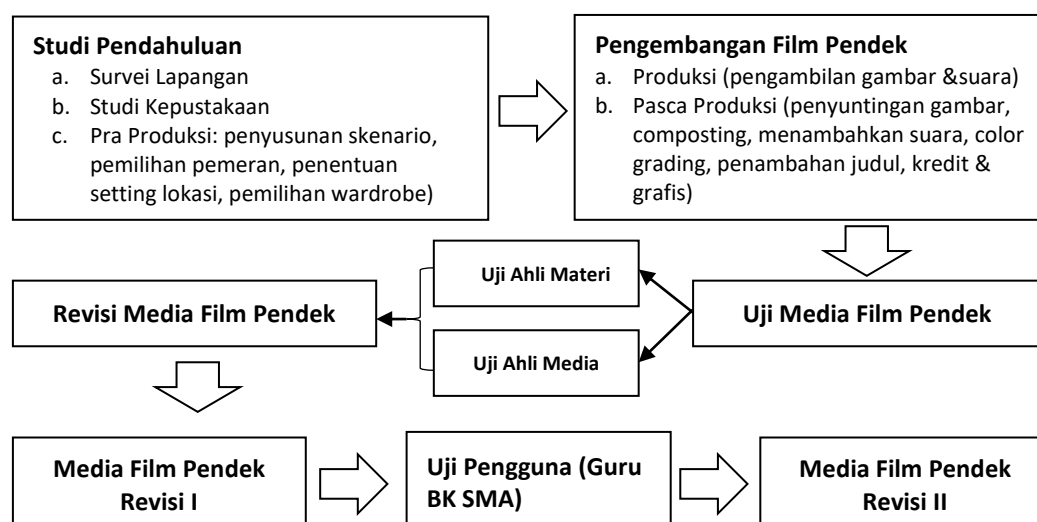 Studi Pendahuluan
a. Survei Lapangan
b. Studi Kepustakaan
c. Pra Produksi: penyusunan skenario,
pemilihan pemeran, penentuan
setting lokasi, pemilihan wardrobe)
Pengembangan Film Pendek
a. Produksi (pengambilan gambar &suara)
b. Pasca Produksi (penyuntingan gambar,
composting, menambahkan suara, color
grading, penambahan judul, kredit &
grafis)
Uji Media Film Pendek
Uji Ahli Materi
Uji Ahli Media
Revisi Media Film Pendek
Media Film Pendek
Revisi I
Uji Pengguna (Guru
BK SMA)
Media Film Pendek
Revisi II